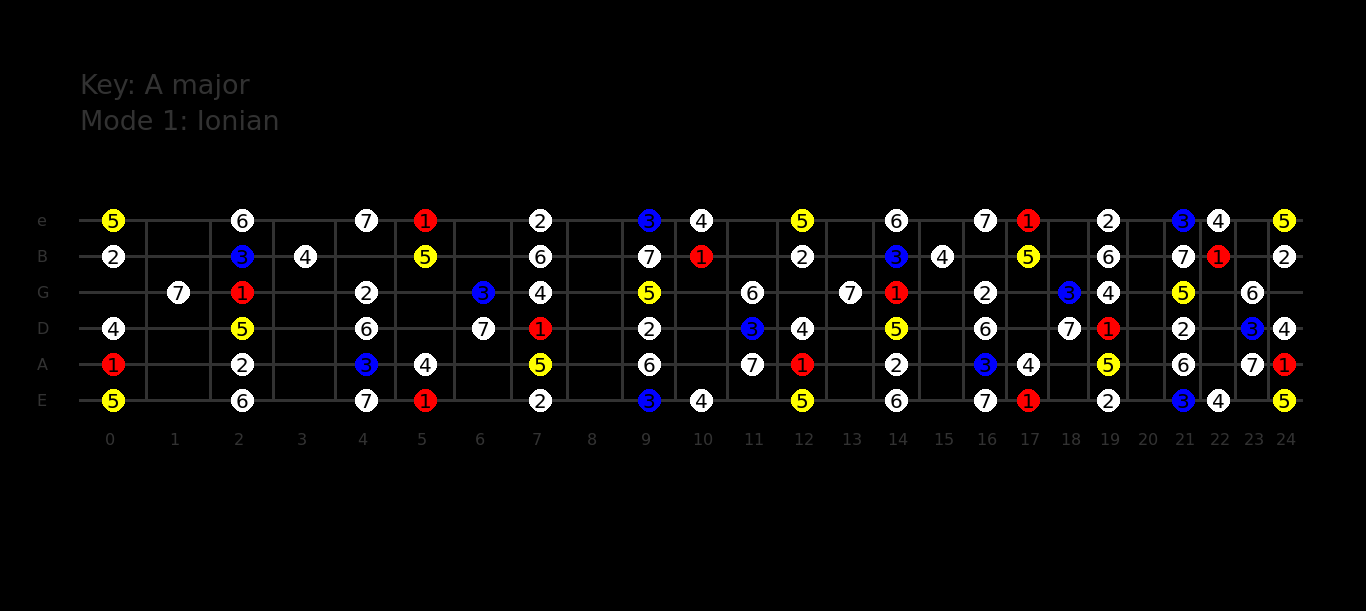 Key: A major
Mode 1: Ionian
e 5 6 7 1 2 3 4 5 6 7 1 2 3 4 5
B 2 3 4 5 6 7 1 2 3 4 5 6 7 1 2
G 7 1 2 3 4 5 6 7 1 2 3 4 5 6
D 4 5 6 7 1 2 3 4 5 6 7 1 2 3 4
A 1 2 3 4 5 6 7 1 2 3 4 5 6 7 1
E 5 6 7 1 2 3 4 5 6 7 1 2 3 4 5
0 1 2 3 4 5 6 7 8 9 10 11 12 13 14 15 16 17 18 19 20 21 22 23 24